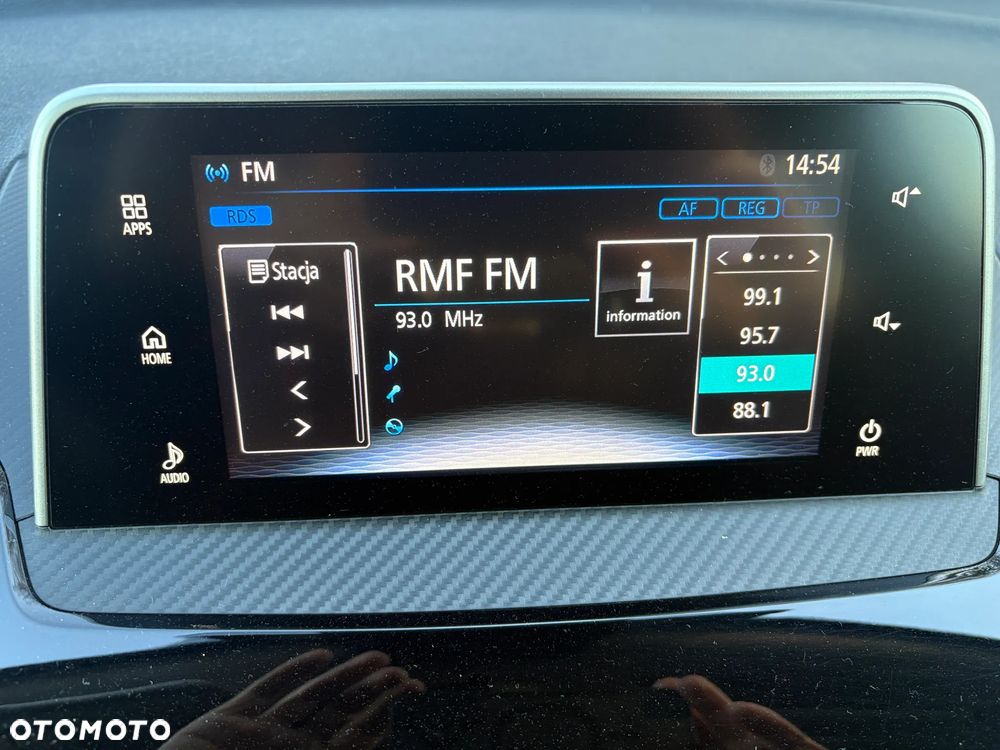 FM
14:54
RDS
AF REG TP
APPS
Stacja
RMF FM
93.0 MHz
information
99.1
95.7
93.0
88.1
HOME
AUDIO
PWR
OTOMOTO